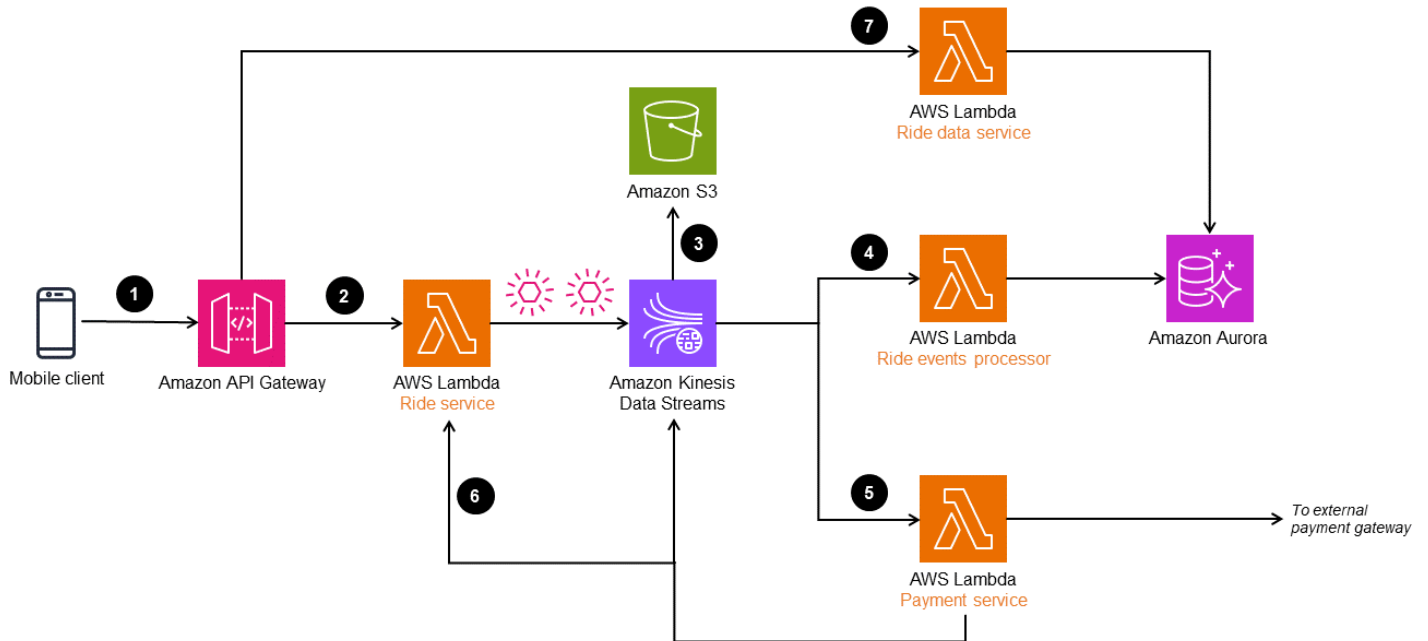 7
AWS Lambda
Ride data service
Amazon S3
3
4
1
2
Mobile client
Amazon API Gateway
</>
AWS Lambda
Ride service
Amazon Kinesis
Data Streams
AWS Lambda
Ride events processor
Amazon Aurora
6
5
To external
payment gateway
AWS Lambda
Payment service